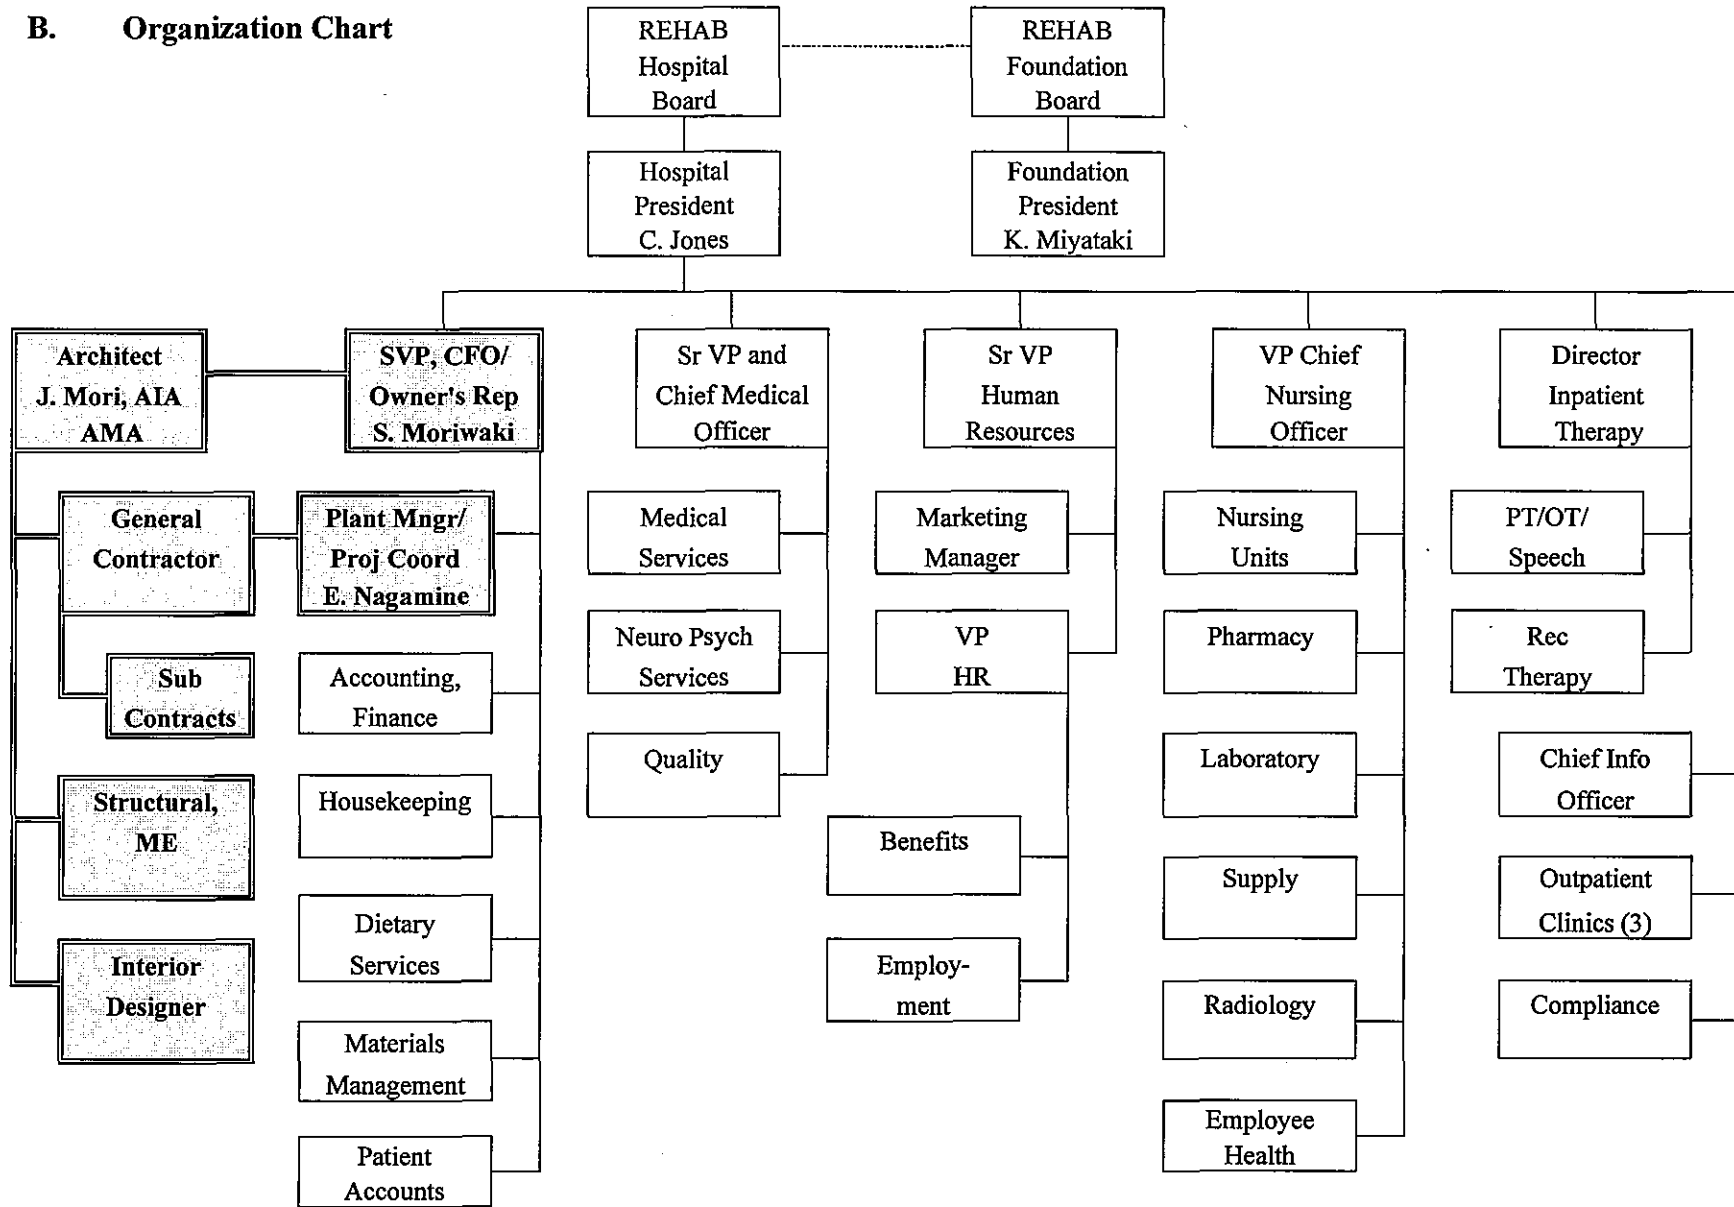 B. Organization Chart
REHAB
Hospital
Board
REHAB
Foundation
Board
Hospital
President
C. Jones
Foundation
President
K. Miyataki
Architect
J. Mori, AIA
AMA
SVP, CFO/
Owner's Rep
S. Moriwaki
Sr VP and
Chief Medical
Officer
Sr VP
Human
Resources
VP Chief
Nursing
Officer
Director
Inpatient
Therapy
General
Contractor
Plant Mngr/
Proj Coord
E. Nagamine
Medical
Services
Marketing
Manager
Nursing
Units
PT/OT/
Speech
Sub
Contracts
Accounting,
Finance
Neuro Psych
Services
VP
HR
Pharmacy
Rec
Therapy
Structural,
ME
Housekeeping
Quality
Benefits
Laboratory
Chief Info
Officer
Interior
Designer
Dietary
Services
Employ-
ment
Supply
Outpatient
Clinics (3)
Materials
Management
Radiology
Compliance
Patient
Accounts
Employee
Health